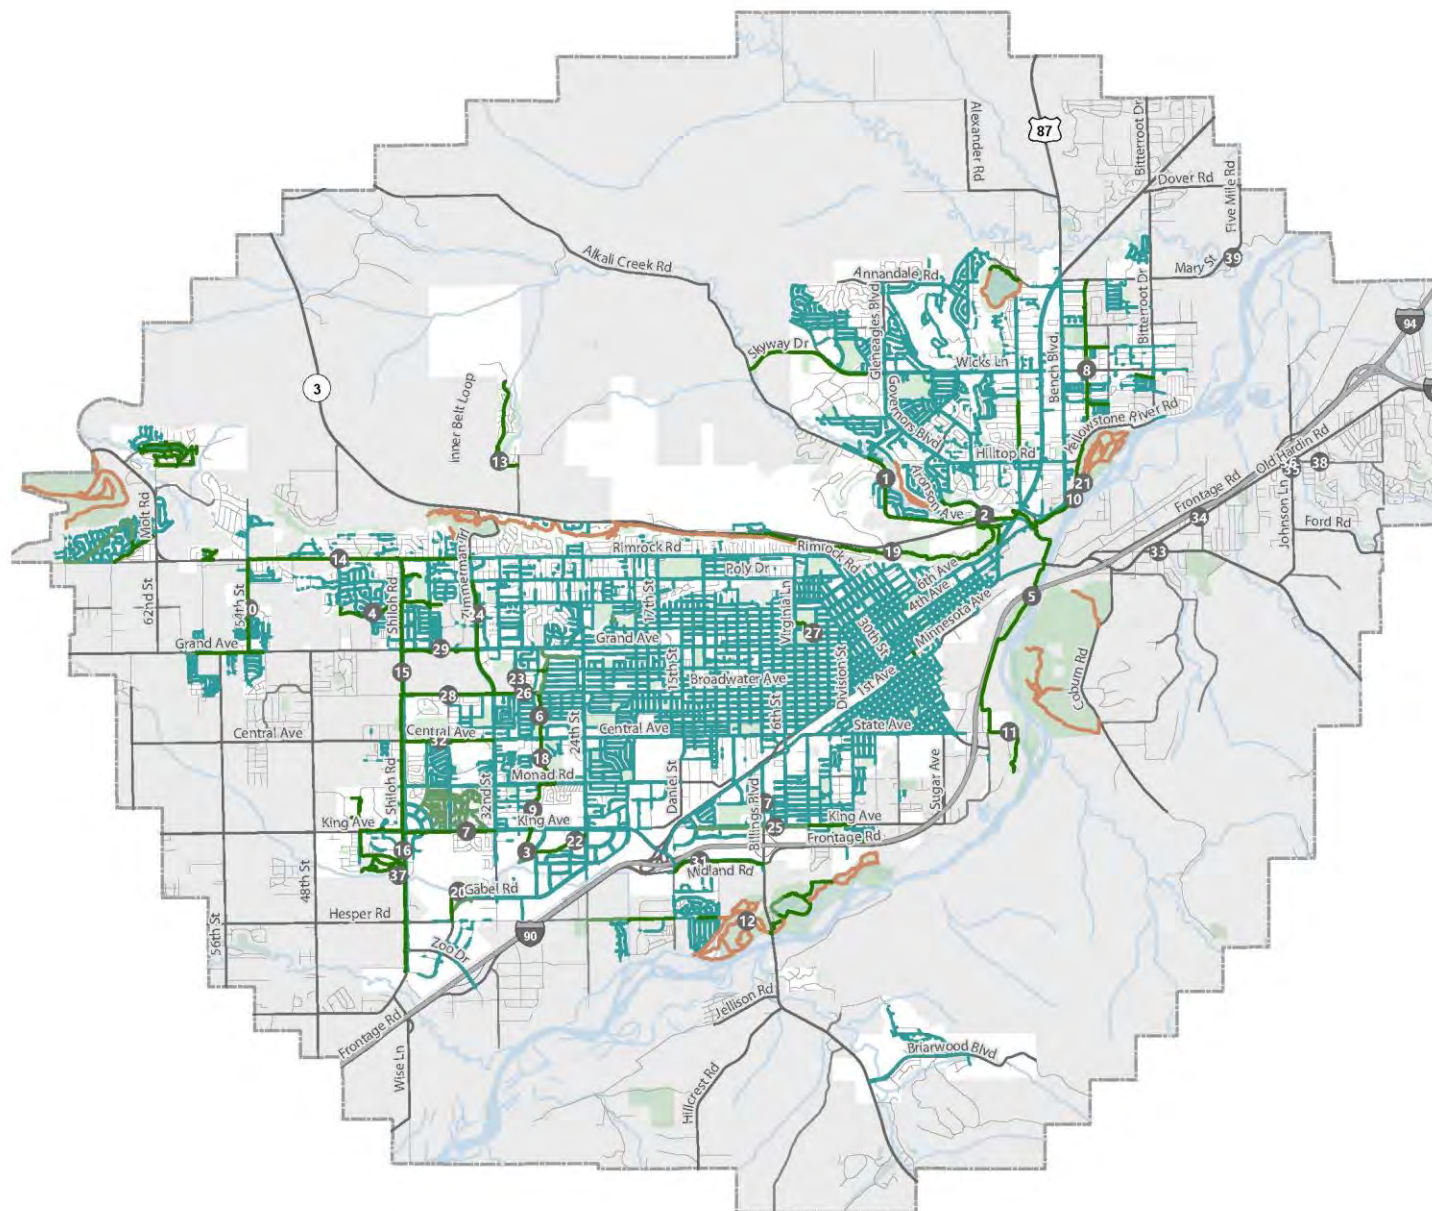 Alexander Rd
87
Bitterroot Dr
Dover Rd
Five Mile Rd
Mary St
39
Alkali Creek Rd
Annandale Rd
Gleneagles Blvd
Bitterroot Dr
94
Skyway Dr
Wicks Ln
Bench Blvd
8
3
Inner Belt Loop
Governors Blvd
Yellowstone River Rd
Hilltop Rd
13
1
Aronson Ave
21
10
2
Old Hardin Rd
38
Frontage Rd
34
Johnson Ln
Ford Rd
33
Molt Rd
14
Rimrock Rd
Rimrock Rd
19
Poly Dr
6th Ave
4th Ave
Minnesota Ave
5
62nd St
54th St
4
Shiloh Rd
Zimmerman Trl
17th St
Virginia Ln
27
30th St
Grand Ave
29
Grand Ave
15
23
26
28
15th St
Broadwater Ave
Division St
1st Ave
Coburn Rd
6
6th St
State Ave
11
Central Ave
Central Ave
32
24th St
Central Ave
18
Monad Rd
Shiloh Rd
32nd St
Daniel St
Billings Blvd
Sugar Ave
9
King Ave
7
King Ave
22
25
King Ave
Frontage Rd
16
3
31
Midland Rd
37
48th St
20
Gabel Rd
Hesper Rd
12
56th St
Zoo Dr
90
Jellison Rd
Frontage Rd
Briarwood Blvd
Wise Ln
Hillcrest Rd